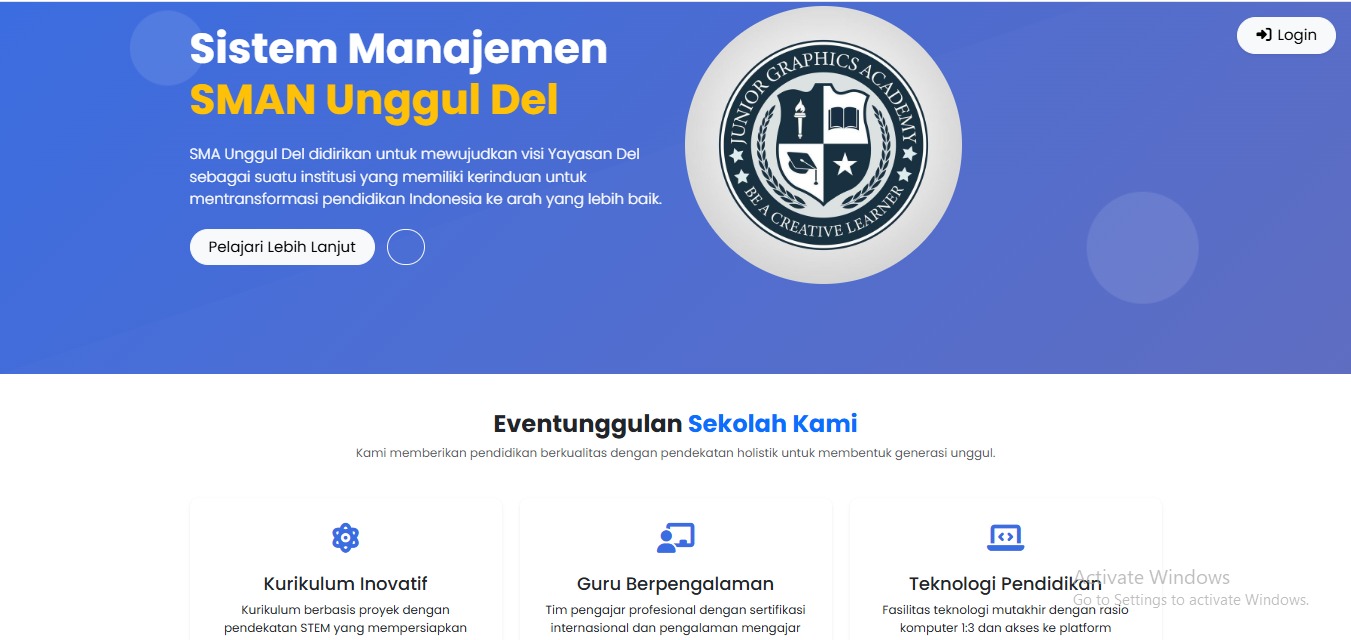 Sistem Manajemen
SMAN Unggul Del
Login
SMA Unggul Del didirikan untuk mewujudkan visi Yayasan Del
sebagai suatu institusi yang memiliki kerinduan untuk
mentransformasi pendidikan Indonesia ke arah yang lebih baik.
Pelajari Lebih Lanjut
JUNIOR GRAPHICS ACADEMY
BE A CREATIVE LEARNER
Eventunggulan Sekolah Kami
Kami memberikan pendidikan berkualitas dengan pendekatan holistik untuk membentuk generasi unggul.
Kurikulum Inovatif
Kurikulum berbasis proyek dengan
pendekatan STEM yang mempersiapkan
Guru Berpengalaman
Tim pengajar profesional dengan sertifikasi
internasional dan pengalaman mengajar
Teknologi Pendidikan
Fasilitas teknologi mutakhir dengan rasio
komputer 1:3 dan akses ke platform
Activate Windows
Go to Settings to activate Windows.